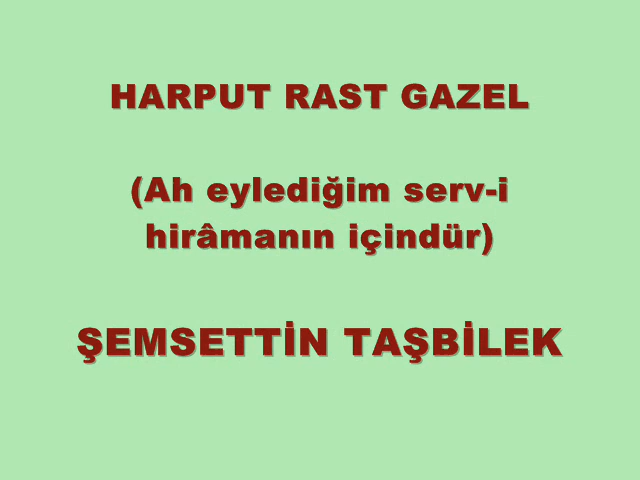 HARPUT RAST GAZEL
(Ah eylediğim serv-i
hirâmanın içindür)
ŞEMSETTİN TAŞBİLEK